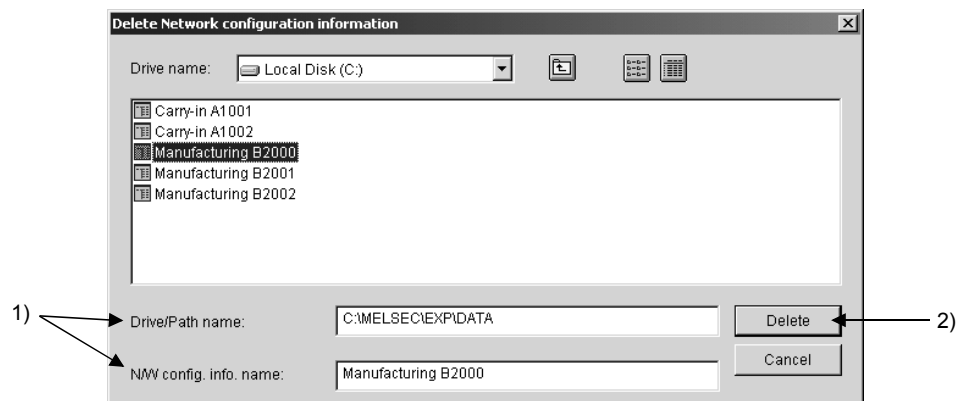 Delete Network configuration information
Drive name: Local Disk (C:)
Carry-in A1001
Carry-in A1002
Manufacturing B2000
Manufacturing B2001
Manufacturing B2002
1) Drive/Path name: C:\MELSEC\EXP\DATA Delete 2)
N/W config. info. name: Manufacturing B2000 Cancel